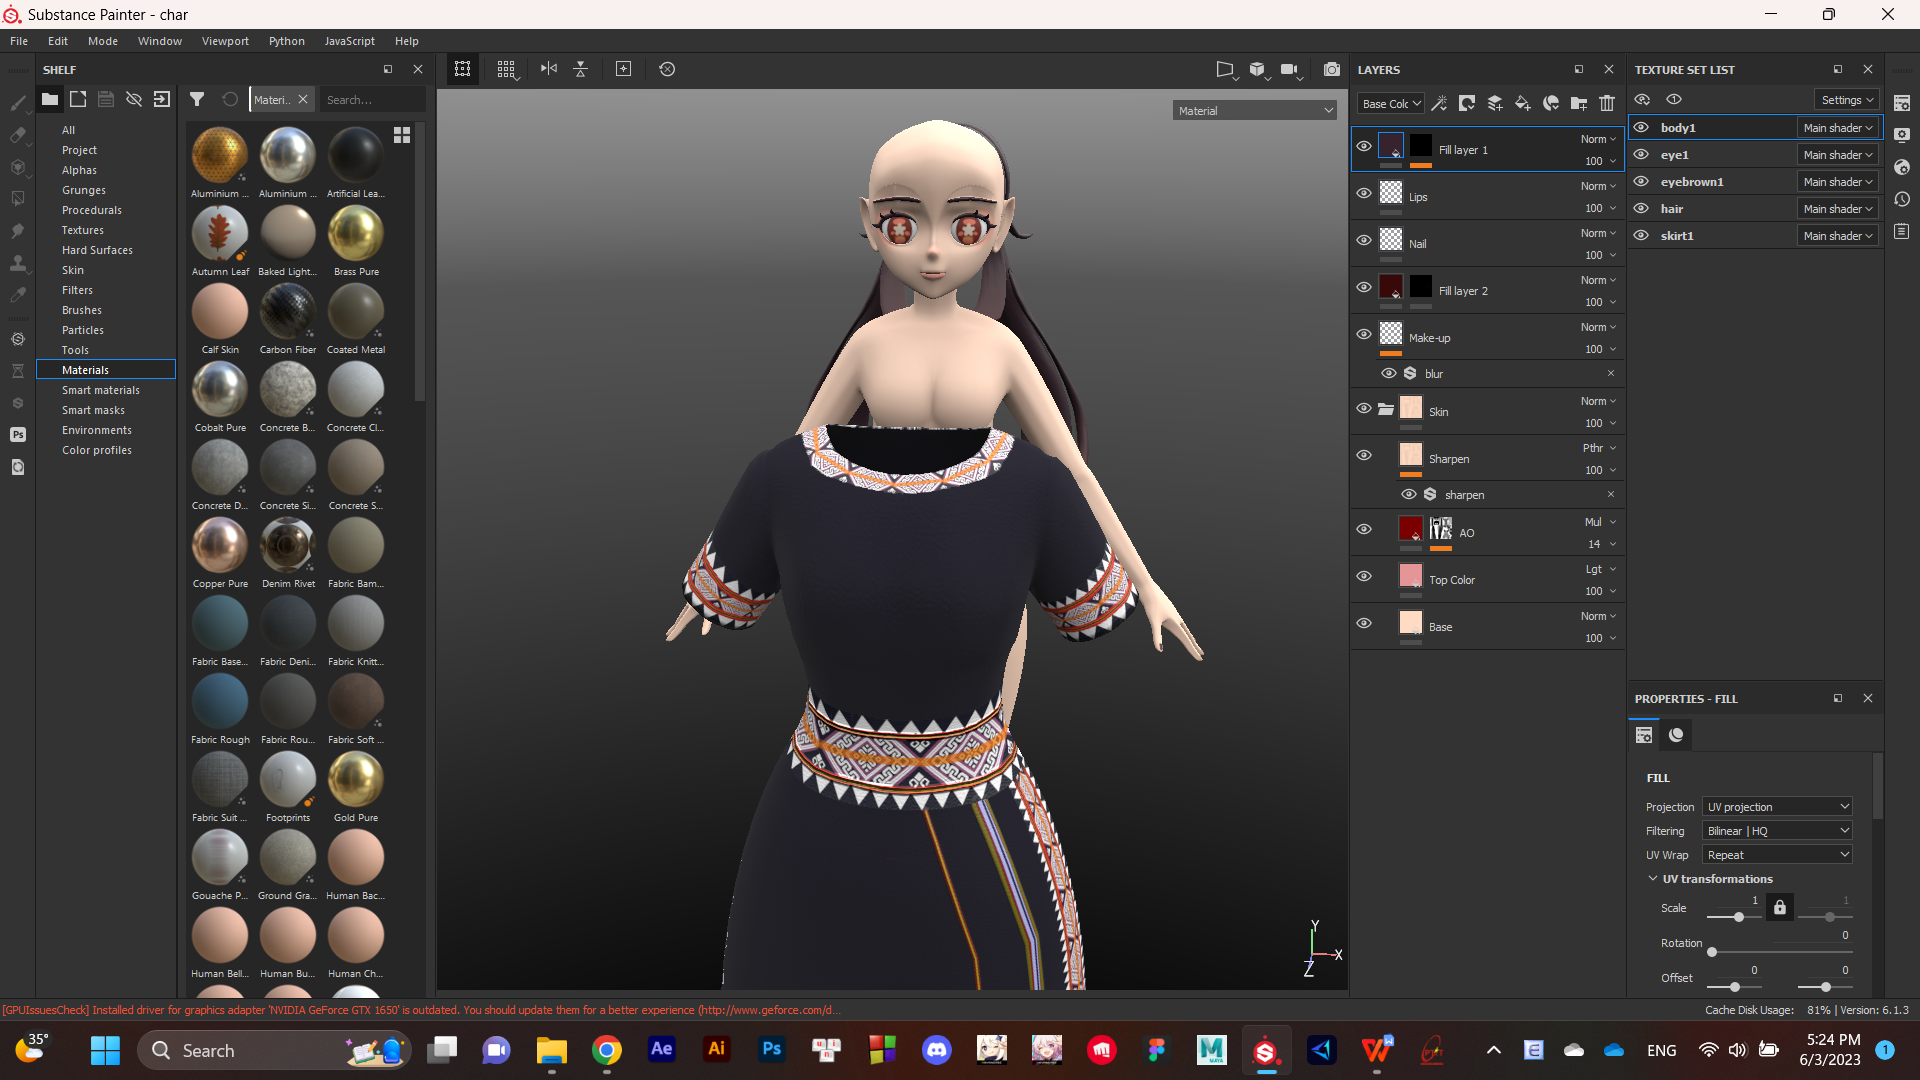 Substance Painter - char
File Edit Mode Window Viewport Python JavaScript Help
SHELF
Materi..
Search...
All
Project
Alphas
Grunges
Procedurals
Textures
Hard Surfaces
Skin
Filters
Brushes
Particles
Tools
Materials
Smart materials
Smart masks
Environments
Color profiles
Aluminium ... Aluminium ... Artificial Lea...
Autumn Leaf Baked Light... Brass Pure
Calf Skin Carbon Fiber Coated Metal
Cobalt Pure Concrete B... Concrete Cl...
Concrete D... Concrete Si... Concrete S...
Copper Pure Denim Rivet Fabric Bam...
Fabric Base... Fabric Deni... Fabric Knitt...
Fabric Rough Fabric Rou... Fabric Soft ...
Fabric Suit ... Footprints Gold Pure
Gouache P... Ground Gra... Human Bac...
Human Bell... Human Bu... Human Ch...
Material
Y
X
Z
LAYERS
Base Colc
Fill layer 1 Norm 100
Lips Norm 100
Nail Norm 100
Fill layer 2 Norm 100
Make-up Norm 100
blur
Skin Norm 100
Sharpen Pthr 100
sharpen
AO Mul 14
Top Color Lgt 100
Base Norm 100
TEXTURE SET LIST
Settings
body1 Main shader
eye1 Main shader
eyebrown1 Main shader
hair Main shader
skirt1 Main shader
PROPERTIES - FILL
FILL
Projection UV projection
Filtering Bilinear | HQ
UV Wrap Repeat
UV transformations
Scale 1 1
Rotation 0
Offset 0 0
[GPUIssuesCheck] Installed driver for graphics adapter 'NVIDIA GeForce GTX 1650' is outdated. You should update them for a better experience (http://www.geforce.com/d...
Cache Disk Usage: 81% | Version: 6.1.3
35°
Search
Ae
Ai
Ps
ENG
5:24 PM
6/3/2023
1